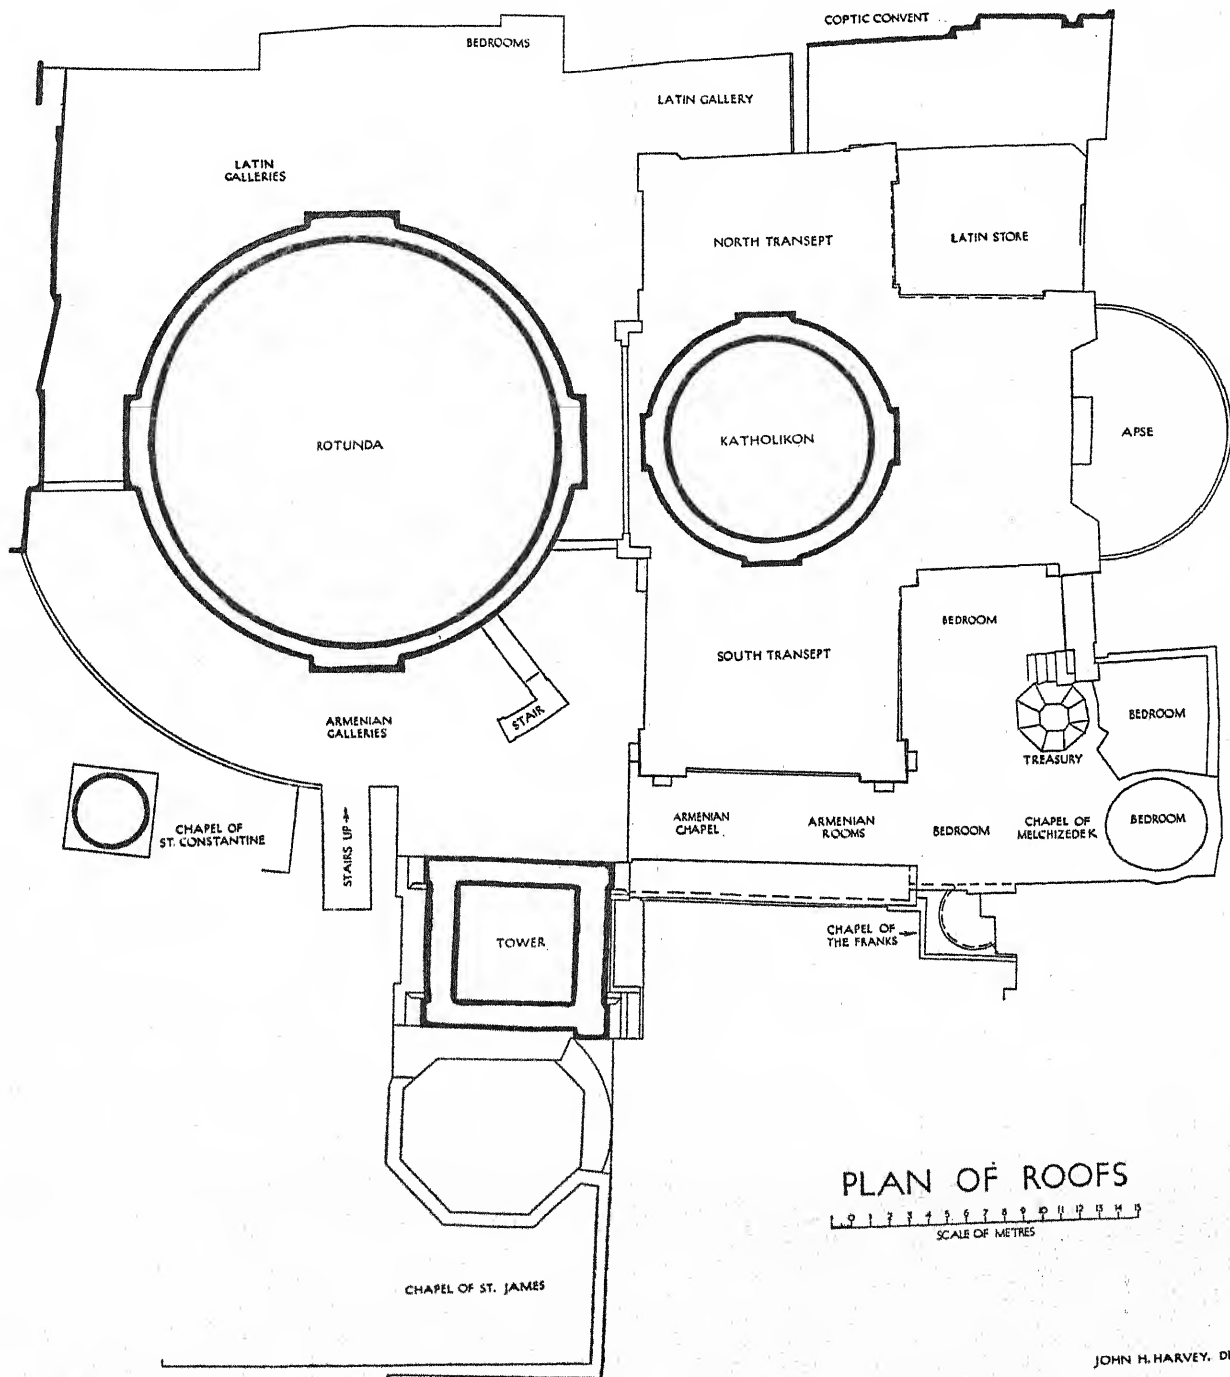 COPTIC CONVENT
BEDROOMS
LATIN GALLERY
LATIN
GALLERIES
NORTH TRANSEPT
LATIN STORE
ROTUNDA
KATHOLIKON
APSE
BEDROOM
SOUTH TRANSEPT
STAIR
ARMENIAN
GALLERIES
BEDROOM
TREASURY
CHAPEL OF
ST. CONSTANTINE
STAIRS UP
ARMENIAN
CHAPEL
ARMENIAN
ROOMS
BEDROOM
CHAPEL OF
MELCHIZEDEK
BEDROOM
TOWER
CHAPEL OF
THE FRANKS
PLAN OF ROOFS
1 0 1 2 3 4 5 6 7 8 9 10 11 12 13 14 15
SCALE OF METRES
CHAPEL OF ST. JAMES
JOHN H. HARVEY.